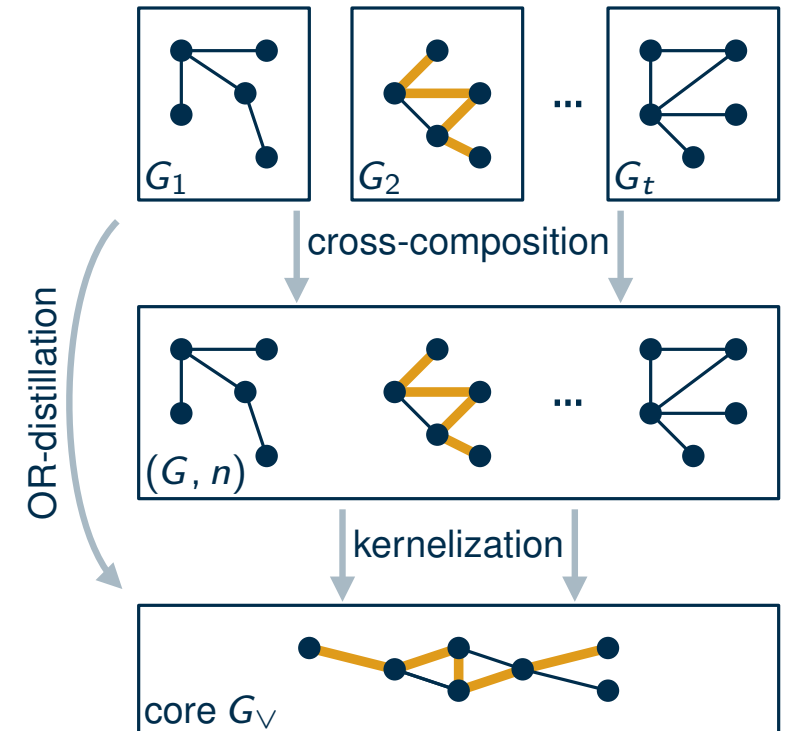 ...
G₁
G₂
Gₜ
cross-composition
OR-distillation
...
(G, n)
kernelization
core G∨